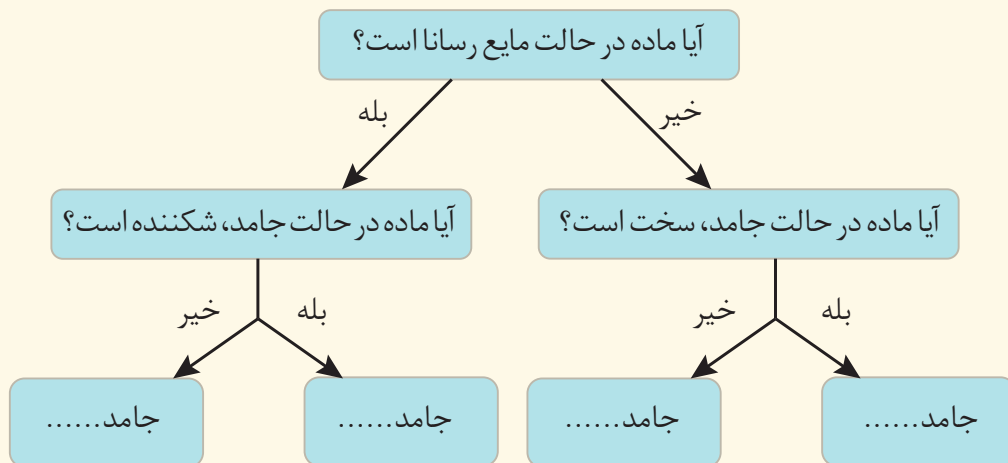 آیا ماده در حالت مایع رسانا است؟
خیر
بله
آیا ماده در حالت جامد، سخت است؟
آیا ماده در حالت جامد، شکننده است؟
بله
خیر
بله
خیر
جامد......
جامد......
جامد......
جامد......